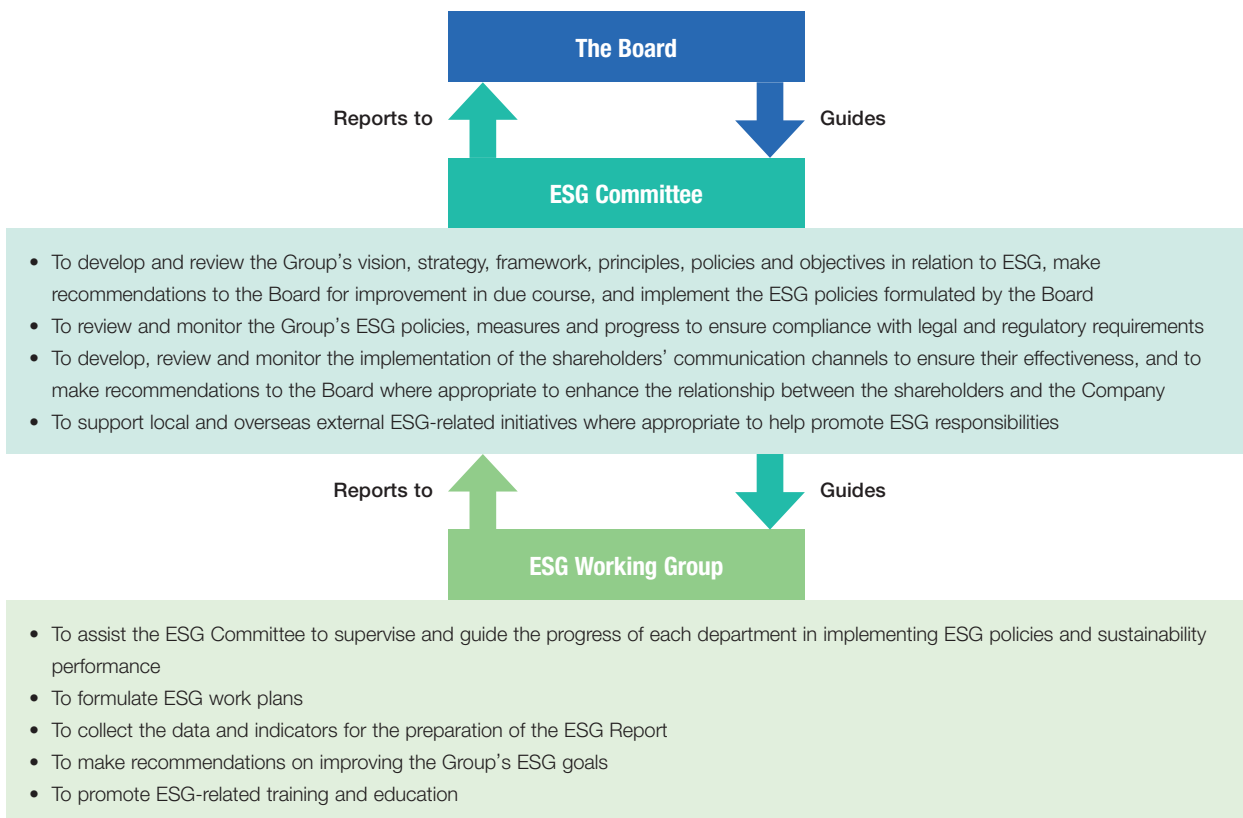 The Board
Reports to
Guides
ESG Committee
• To develop and review the Group’s vision, strategy, framework, principles, policies and objectives in relation to ESG, make
recommendations to the Board for improvement in due course, and implement the ESG policies formulated by the Board
• To review and monitor the Group’s ESG policies, measures and progress to ensure compliance with legal and regulatory requirements
• To develop, review and monitor the implementation of the shareholders’ communication channels to ensure their effectiveness, and to
make recommendations to the Board where appropriate to enhance the relationship between the shareholders and the Company
• To support local and overseas external ESG-related initiatives where appropriate to help promote ESG responsibilities
Reports to
Guides
ESG Working Group
• To assist the ESG Committee to supervise and guide the progress of each department in implementing ESG policies and sustainability
performance
• To formulate ESG work plans
• To collect the data and indicators for the preparation of the ESG Report
• To make recommendations on improving the Group’s ESG goals
• To promote ESG-related training and education